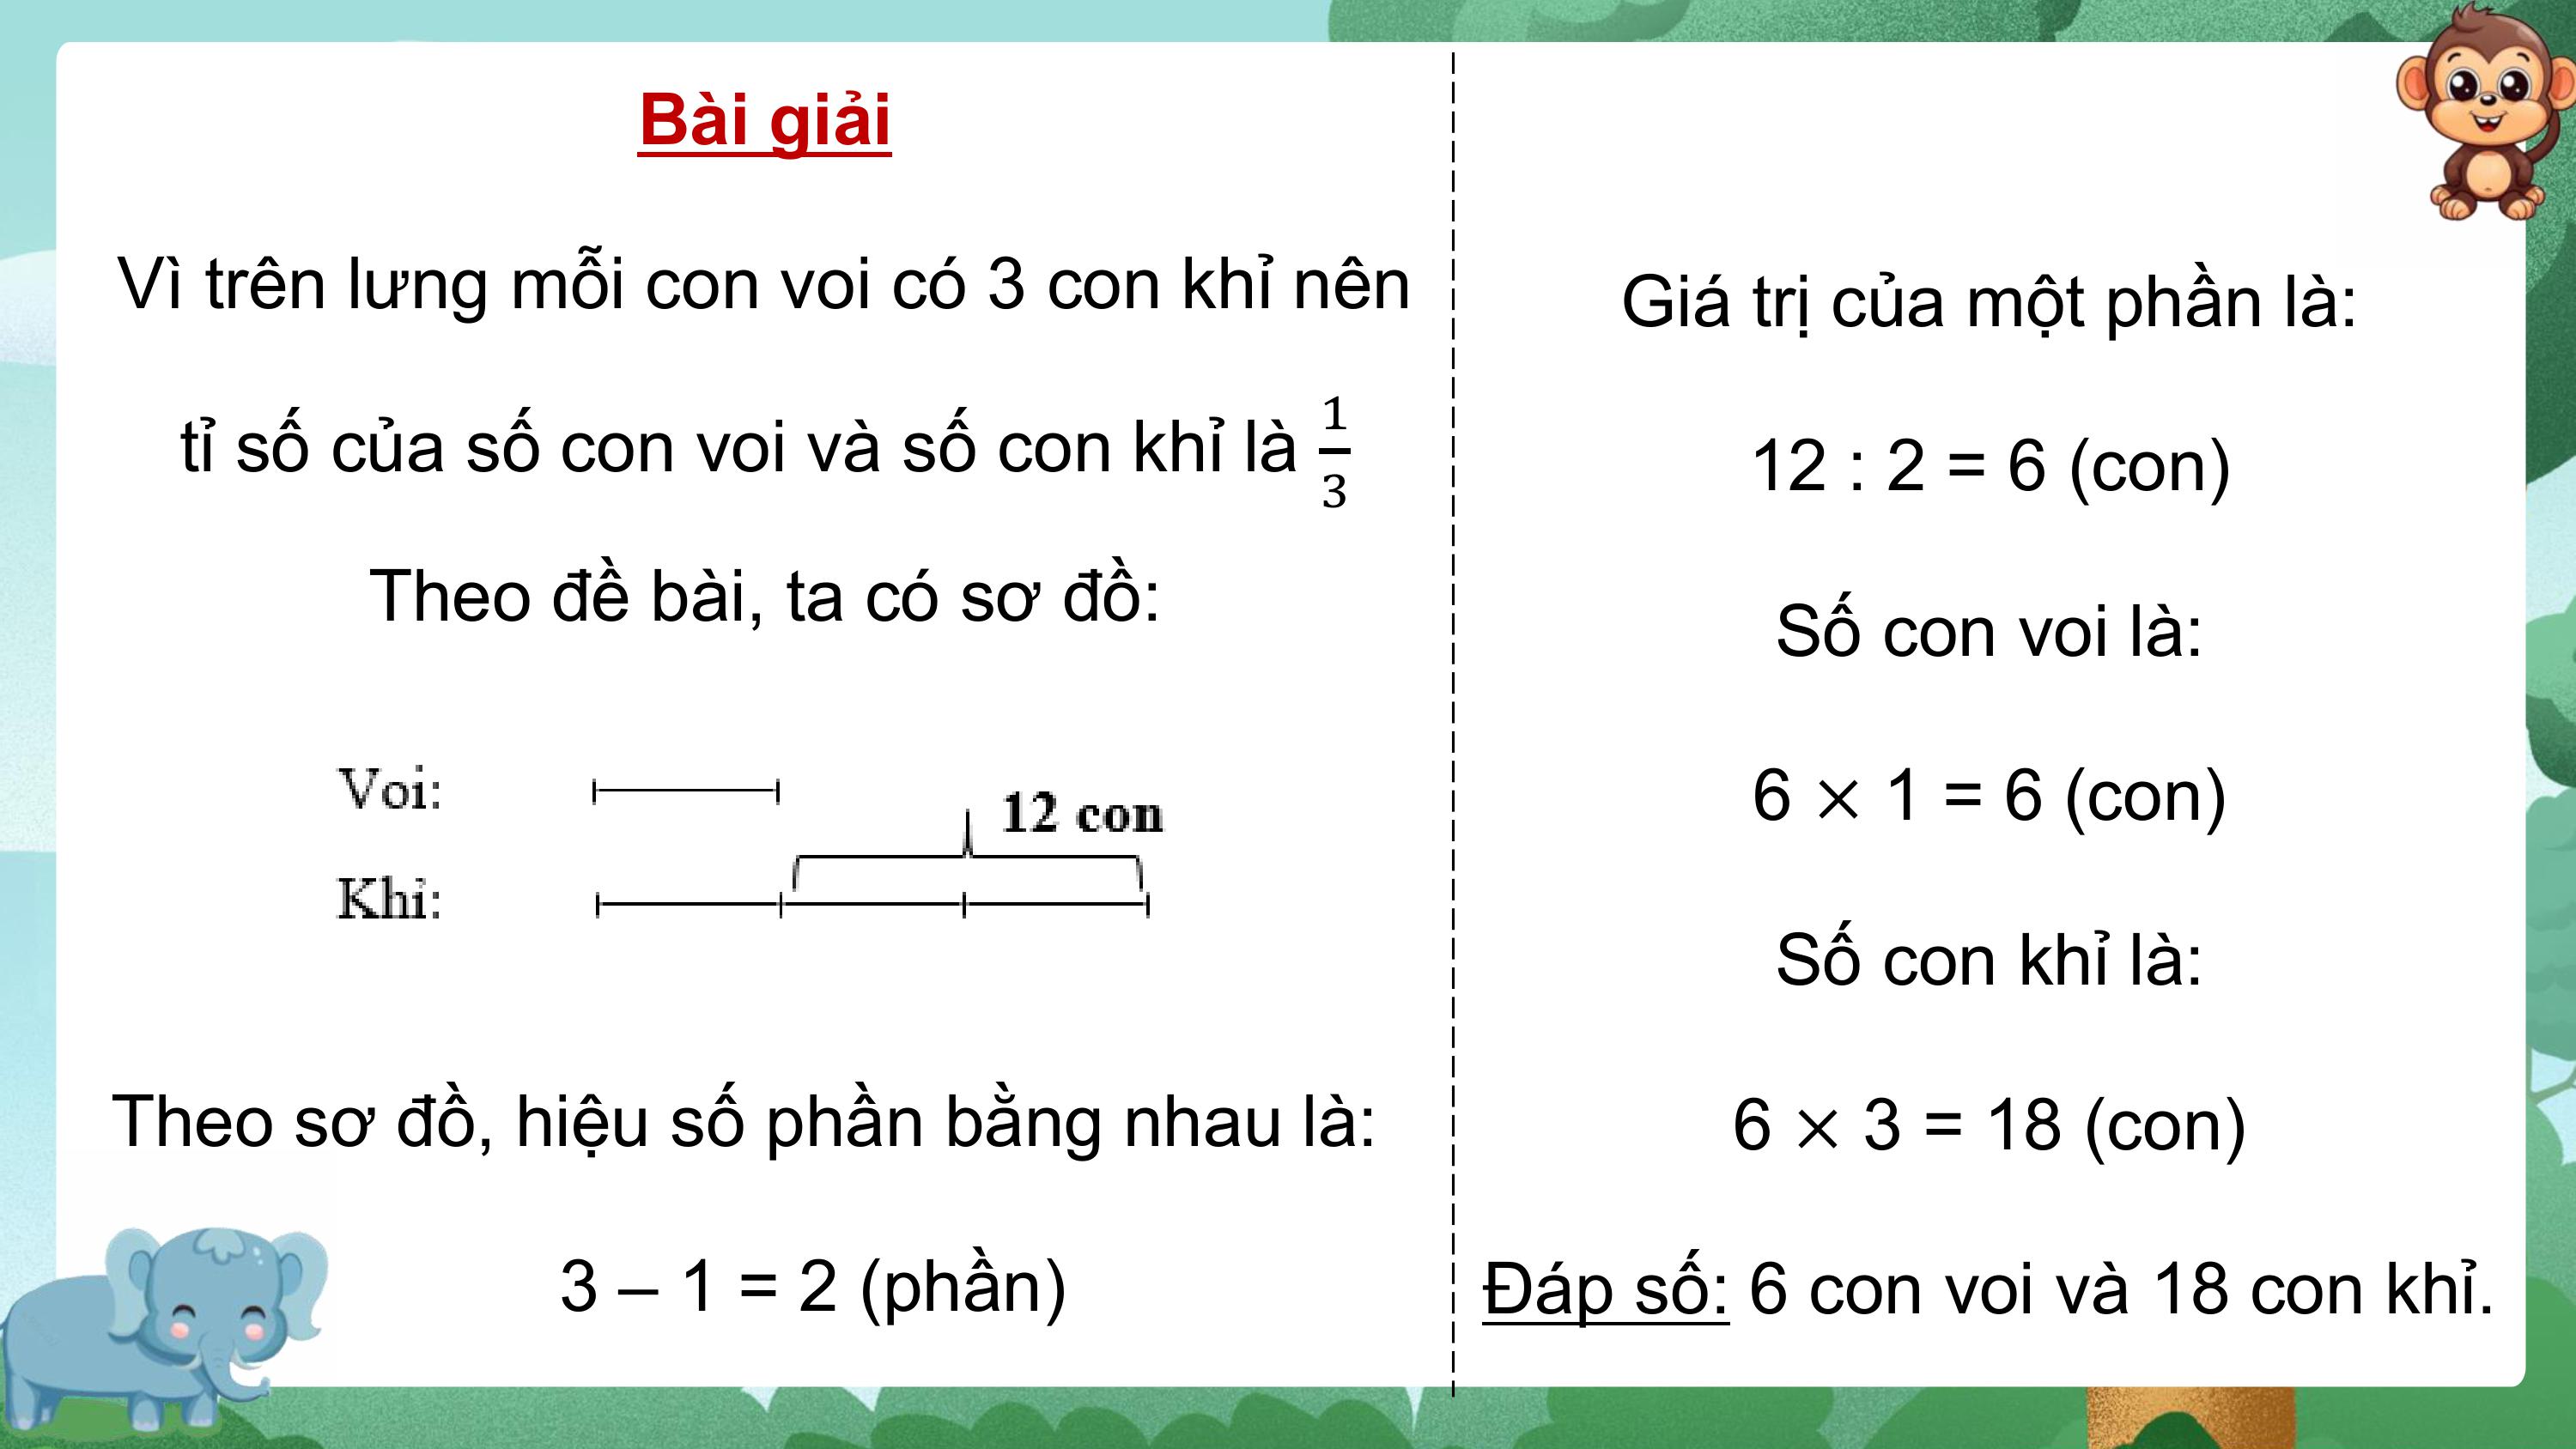 Bài giải
Vì trên lưng mỗi con voi có 3 con khỉ nên
tỉ số của số con voi và số con khỉ là 1/3
Theo đề bài, ta có sơ đồ:
Voi:
12 con
Khỉ:
Theo sơ đồ, hiệu số phần bằng nhau là:
3 – 1 = 2 (phần)
Giá trị của một phần là:
12 : 2 = 6 (con)
Số con voi là:
6 × 1 = 6 (con)
Số con khỉ là:
6 × 3 = 18 (con)
Đáp số: 6 con voi và 18 con khỉ.